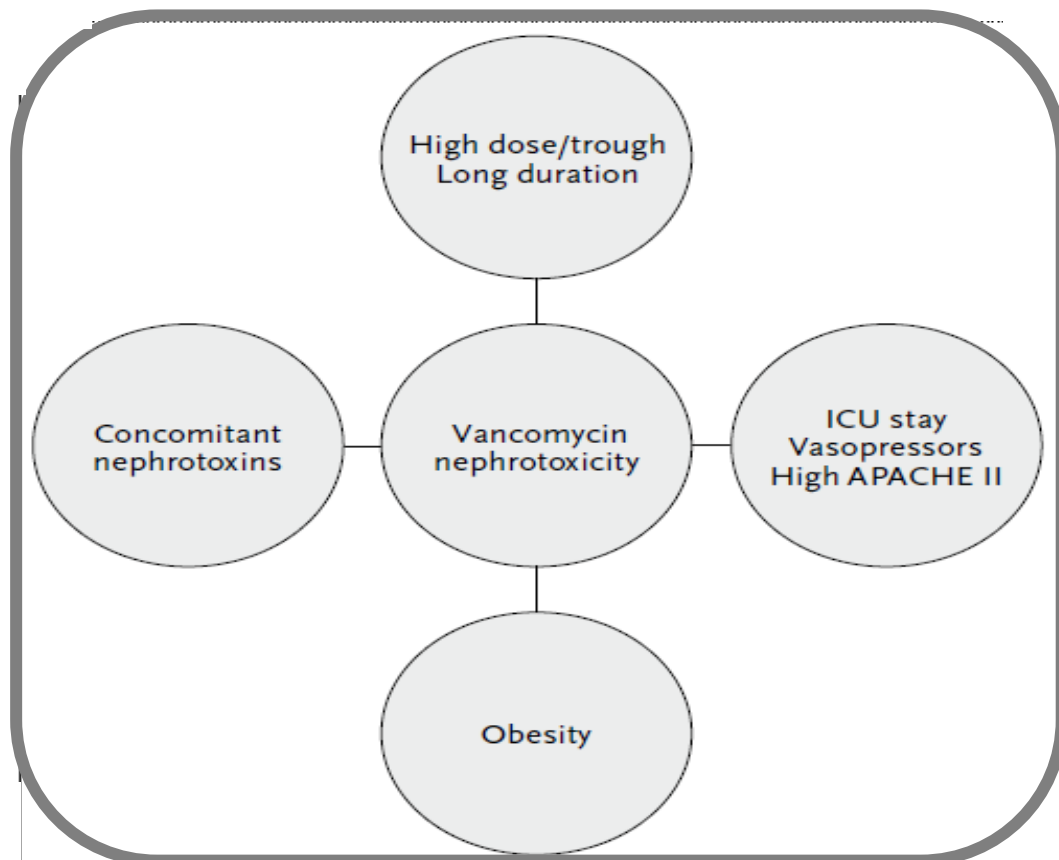 High dose/trough
Long duration
Concomitant
nephrotoxins
Vancomycin
nephrotoxicity
ICU stay
Vasopressors
High APACHE II
Obesity